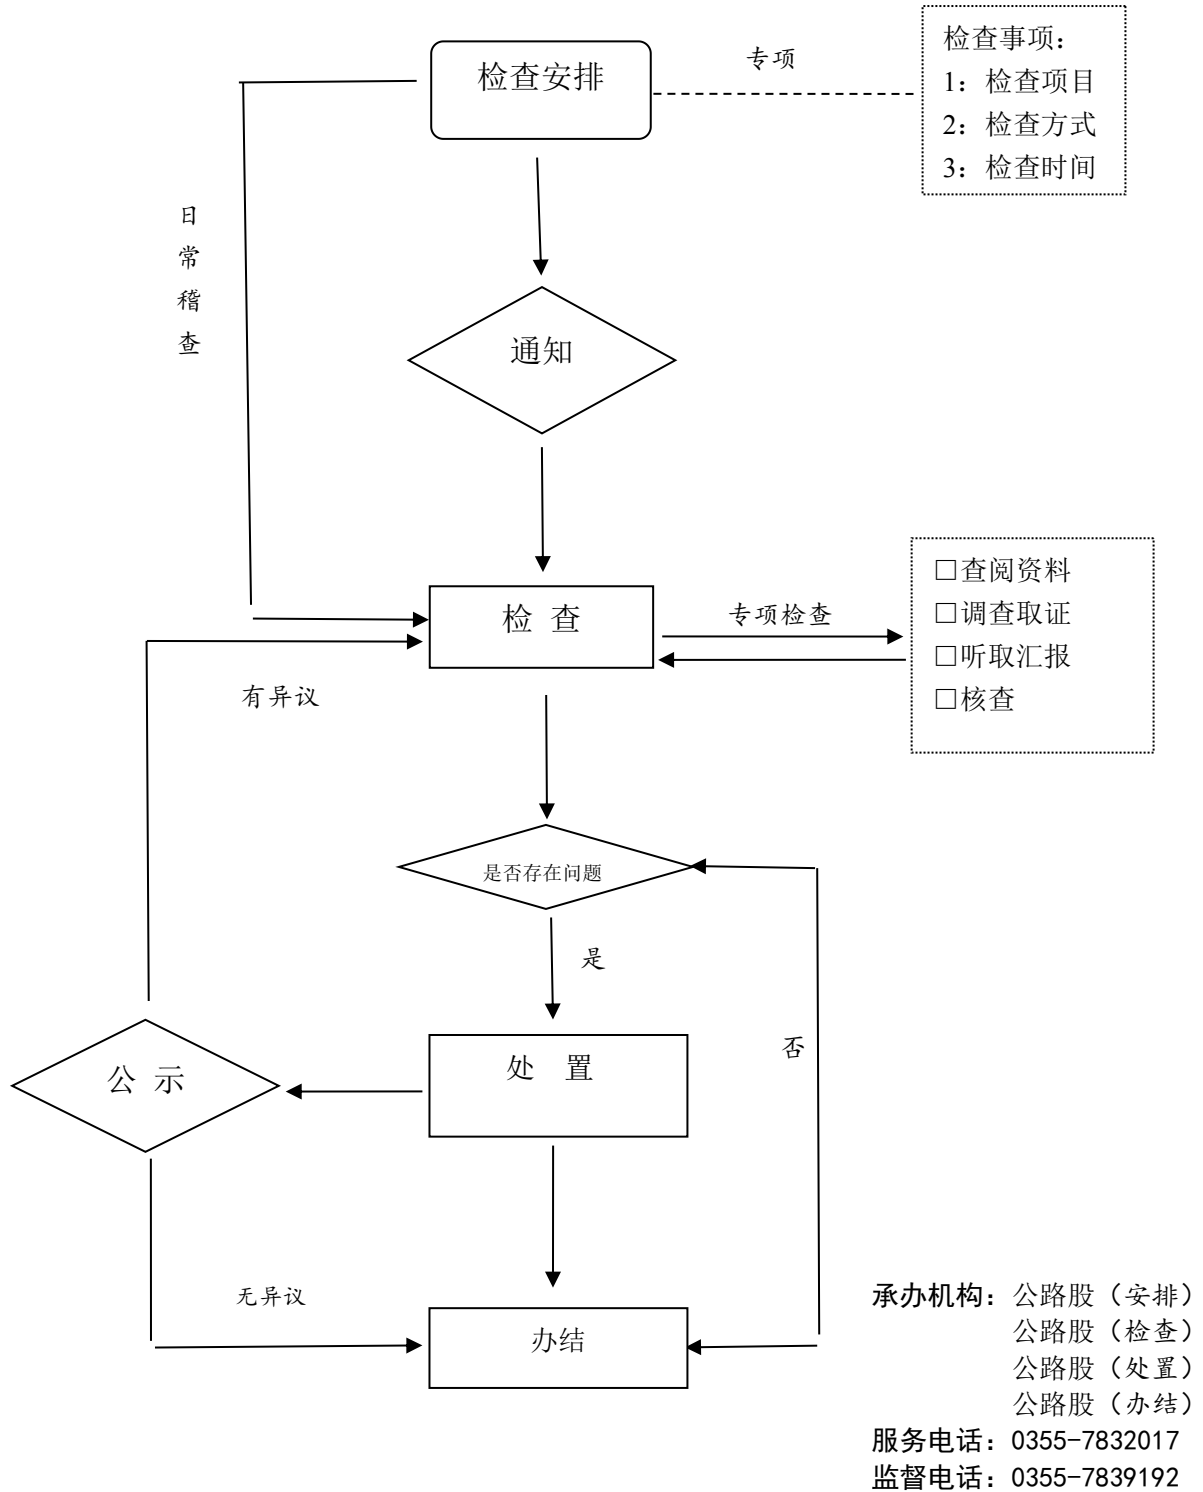 检查安排
专项
检查事项：
1：检查项目
2：检查方式
3：检查时间
日
常
稽
查
通知
检 查
专项检查
□查阅资料
□调查取证
□听取汇报
□核查
有异议
是否存在问题
是
否
处 置
公 示
无异议
办结
承办机构：公路股（安排）
公路股（检查）
公路股（处置）
公路股（办结）
服务电话：0355-7832017
监督电话：0355-7839192